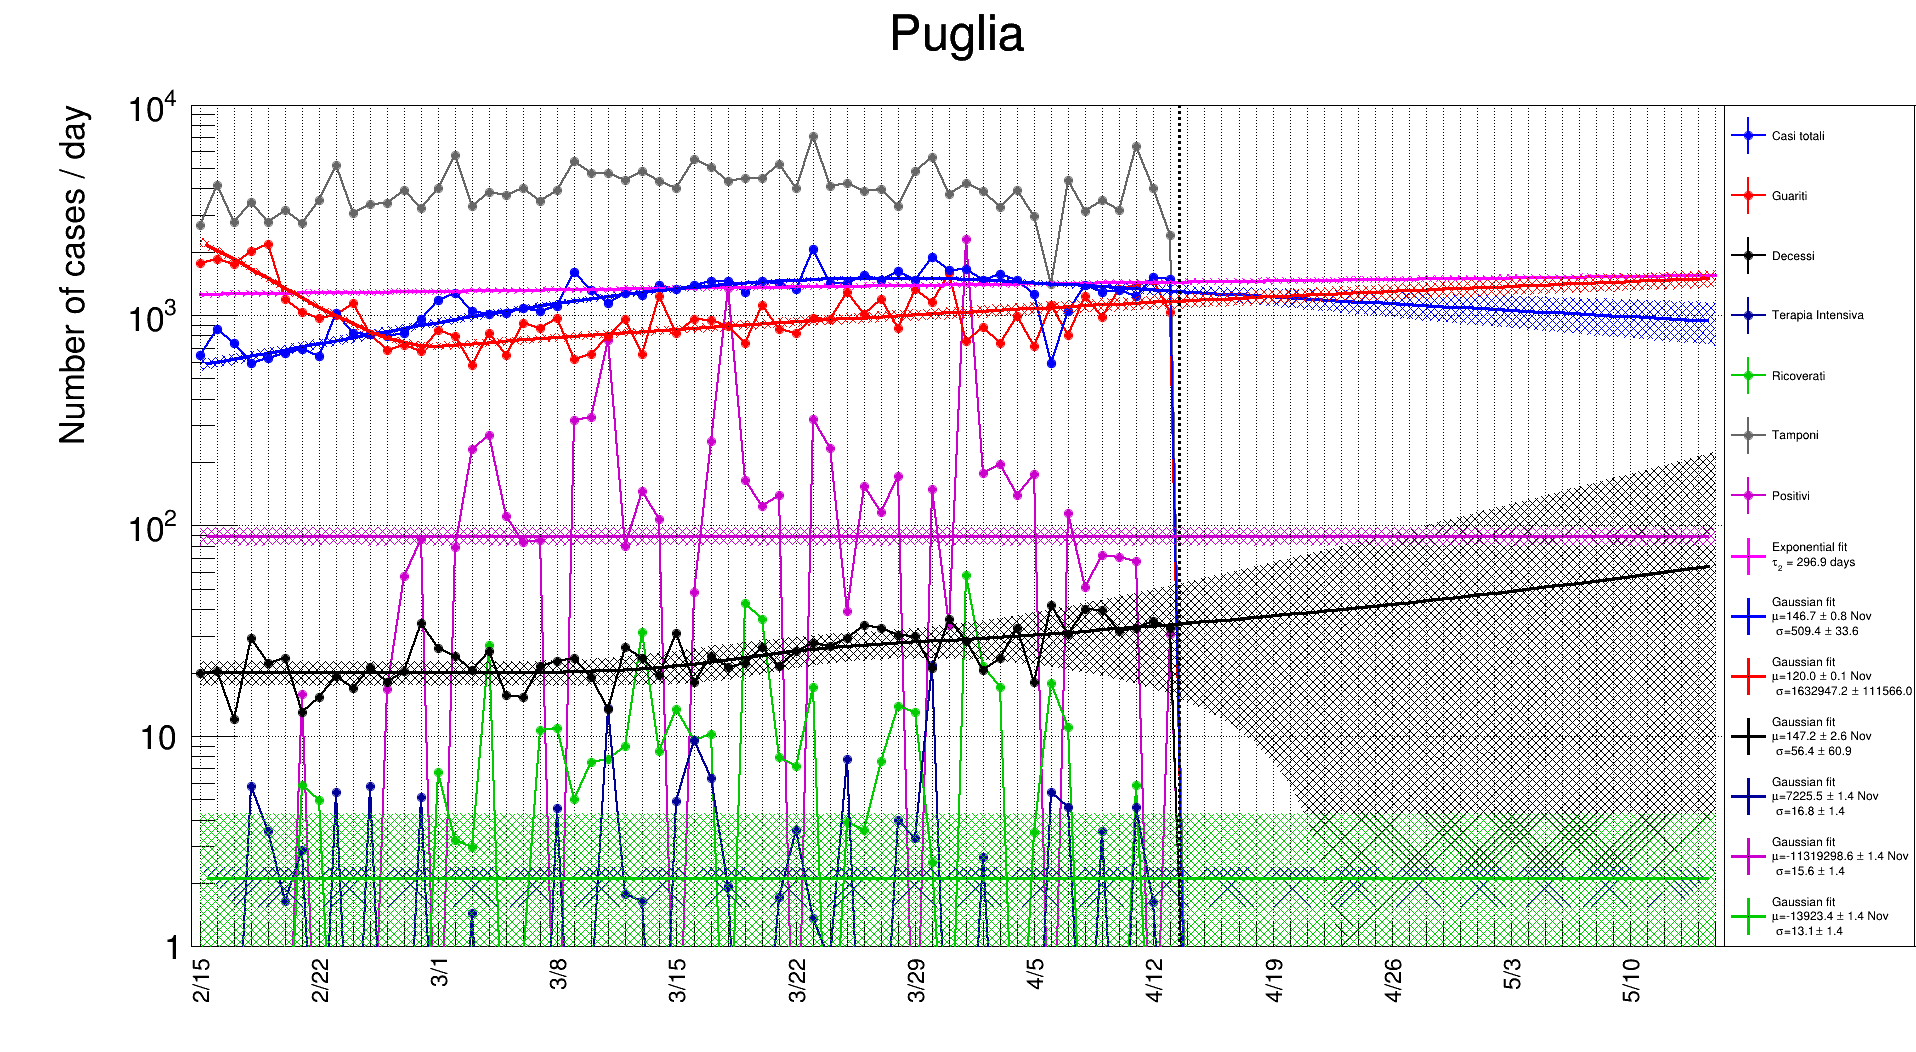 Puglia
Number of cases / day
10⁴
10³
10²
10
1
2/15
2/22
3/1
3/8
3/15
3/22
3/29
4/5
4/12
4/19
4/26
5/3
5/10
Casi totali
Guariti
Decessi
Terapia Intensiva
Ricoverati
Tamponi
Positivi
Exponential fit
τ₂ = 296.9 days
Gaussian fit
μ=146.7 ± 0.8 Nov
σ=509.4 ± 33.6
Gaussian fit
μ=120.0 ± 0.1 Nov
σ=1632947.2 ± 111566.0
Gaussian fit
μ=147.2 ± 2.6 Nov
σ=56.4 ± 60.9
Gaussian fit
μ=7225.5 ± 1.4 Nov
σ=16.8 ± 1.4
Gaussian fit
μ=-11319298.6 ± 1.4 Nov
σ=15.6 ± 1.4
Gaussian fit
μ=-13923.4 ± 1.4 Nov
σ=13.1 ± 1.4